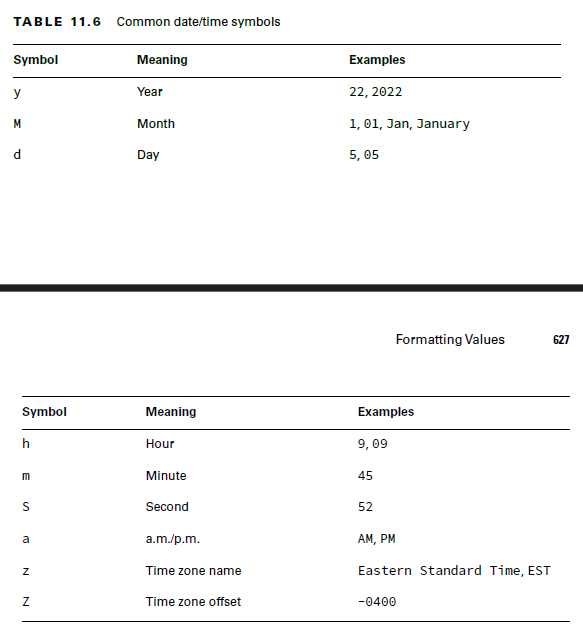 TABLE 11.6 Common date/time symbols
Symbol Meaning Examples
y Year 22, 2022
M Month 1, 01, Jan, January
d Day 5, 05
Formatting Values 627
Symbol Meaning Examples
h Hour 9, 09
m Minute 45
S Second 52
a a.m./p.m. AM, PM
z Time zone name Eastern Standard Time, EST
Z Time zone offset -0400